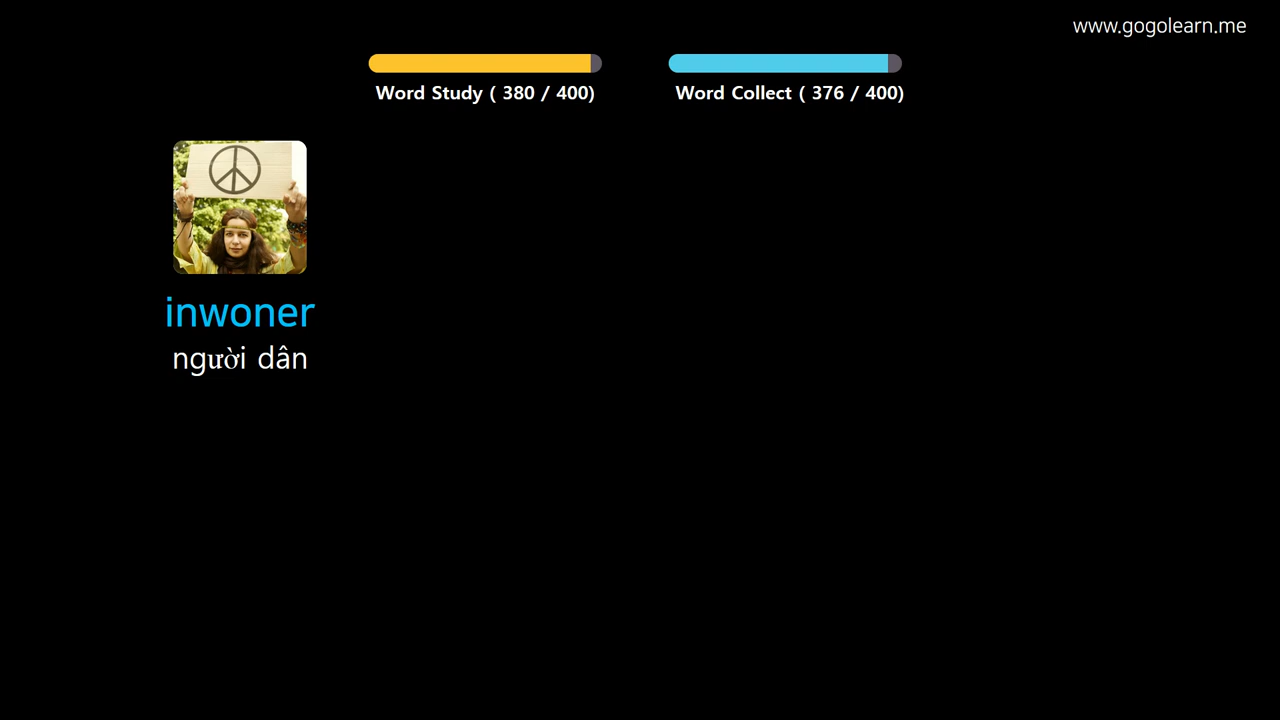 www.gogolearn.me
Word Study ( 380 / 400)
Word Collect ( 376 / 400)
inwoner
người dân